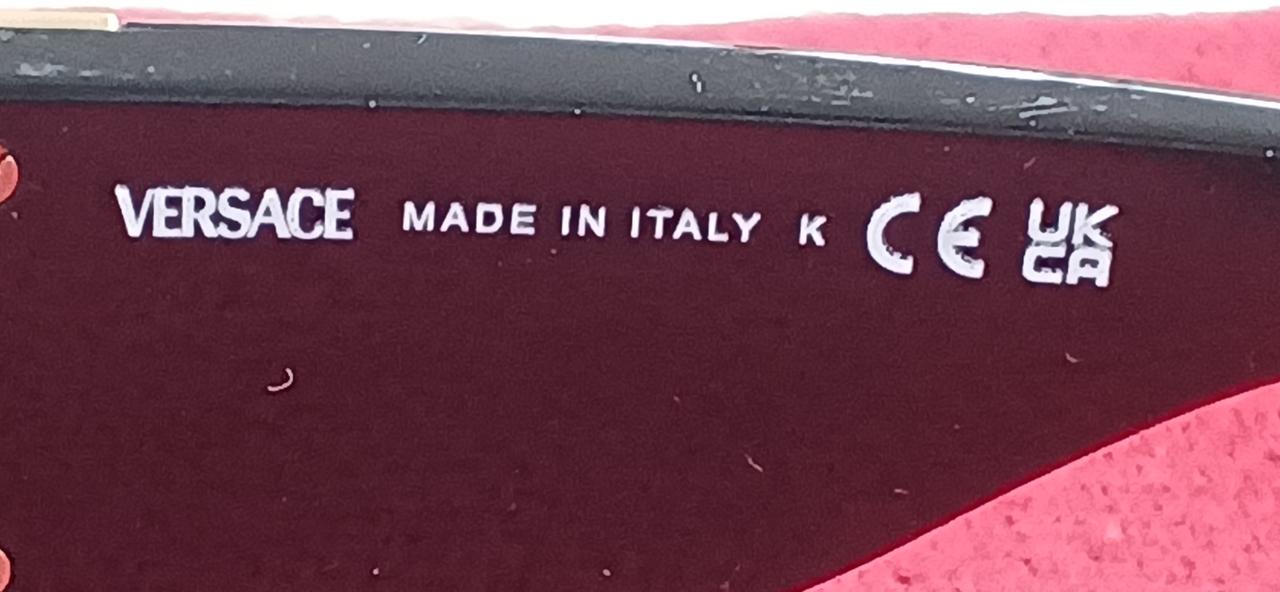 VERSACE MADE IN ITALY K CE UK
CA